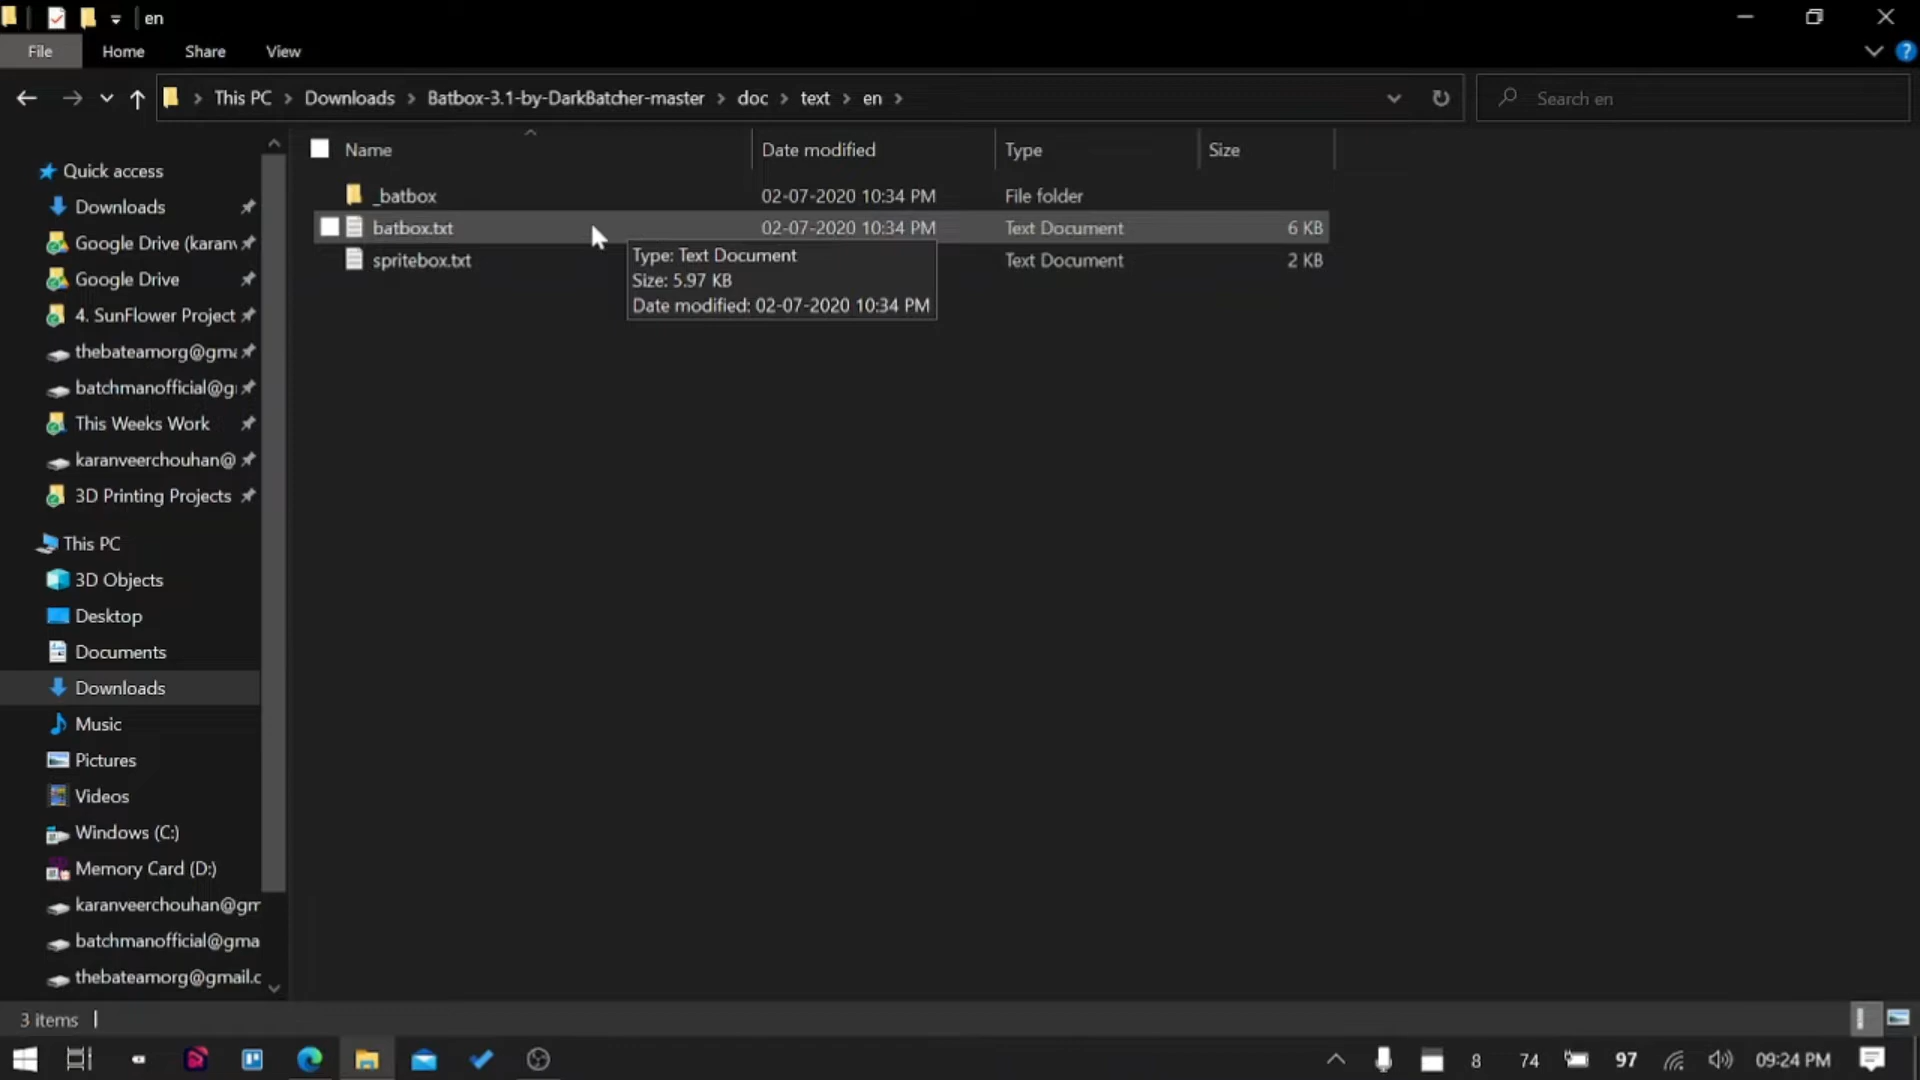 en
File Home Share View
This PC Downloads Batbox-3.1-by-DarkBatcher-master doc text en
Search en
Name Date modified Type Size
_batbox 02-07-2020 10:34 PM File folder
batbox.txt 02-07-2020 10:34 PM Text Document 6 KB
spritebox.txt Text Document 2 KB
Type: Text Document
Size: 5.97 KB
Date modified: 02-07-2020 10:34 PM
Quick access
Downloads
Google Drive (karanv
Google Drive
4. SunFlower Project
thebateamorg@gma
batchmanofficial@g
This Weeks Work
karanveerchouhan@
3D Printing Projects
This PC
3D Objects
Desktop
Documents
Downloads
Music
Pictures
Videos
Windows (C:)
Memory Card (D:)
karanveerchouhan@gm
batchmanofficial@gma
thebateamorg@gmail.c
3 items
8 74 97 09:24 PM